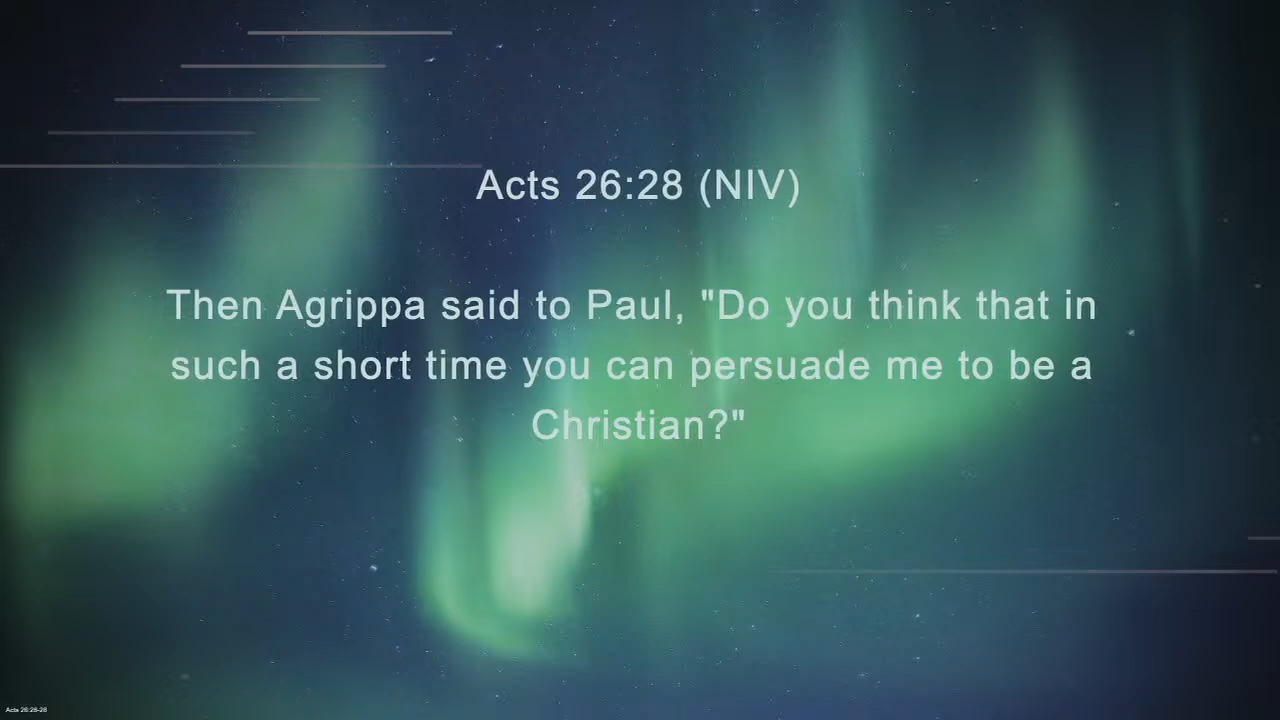 Acts 26:28 (NIV)
Then Agrippa said to Paul, "Do you think that in
such a short time you can persuade me to be a
Christian?"
Acts 26:28-28